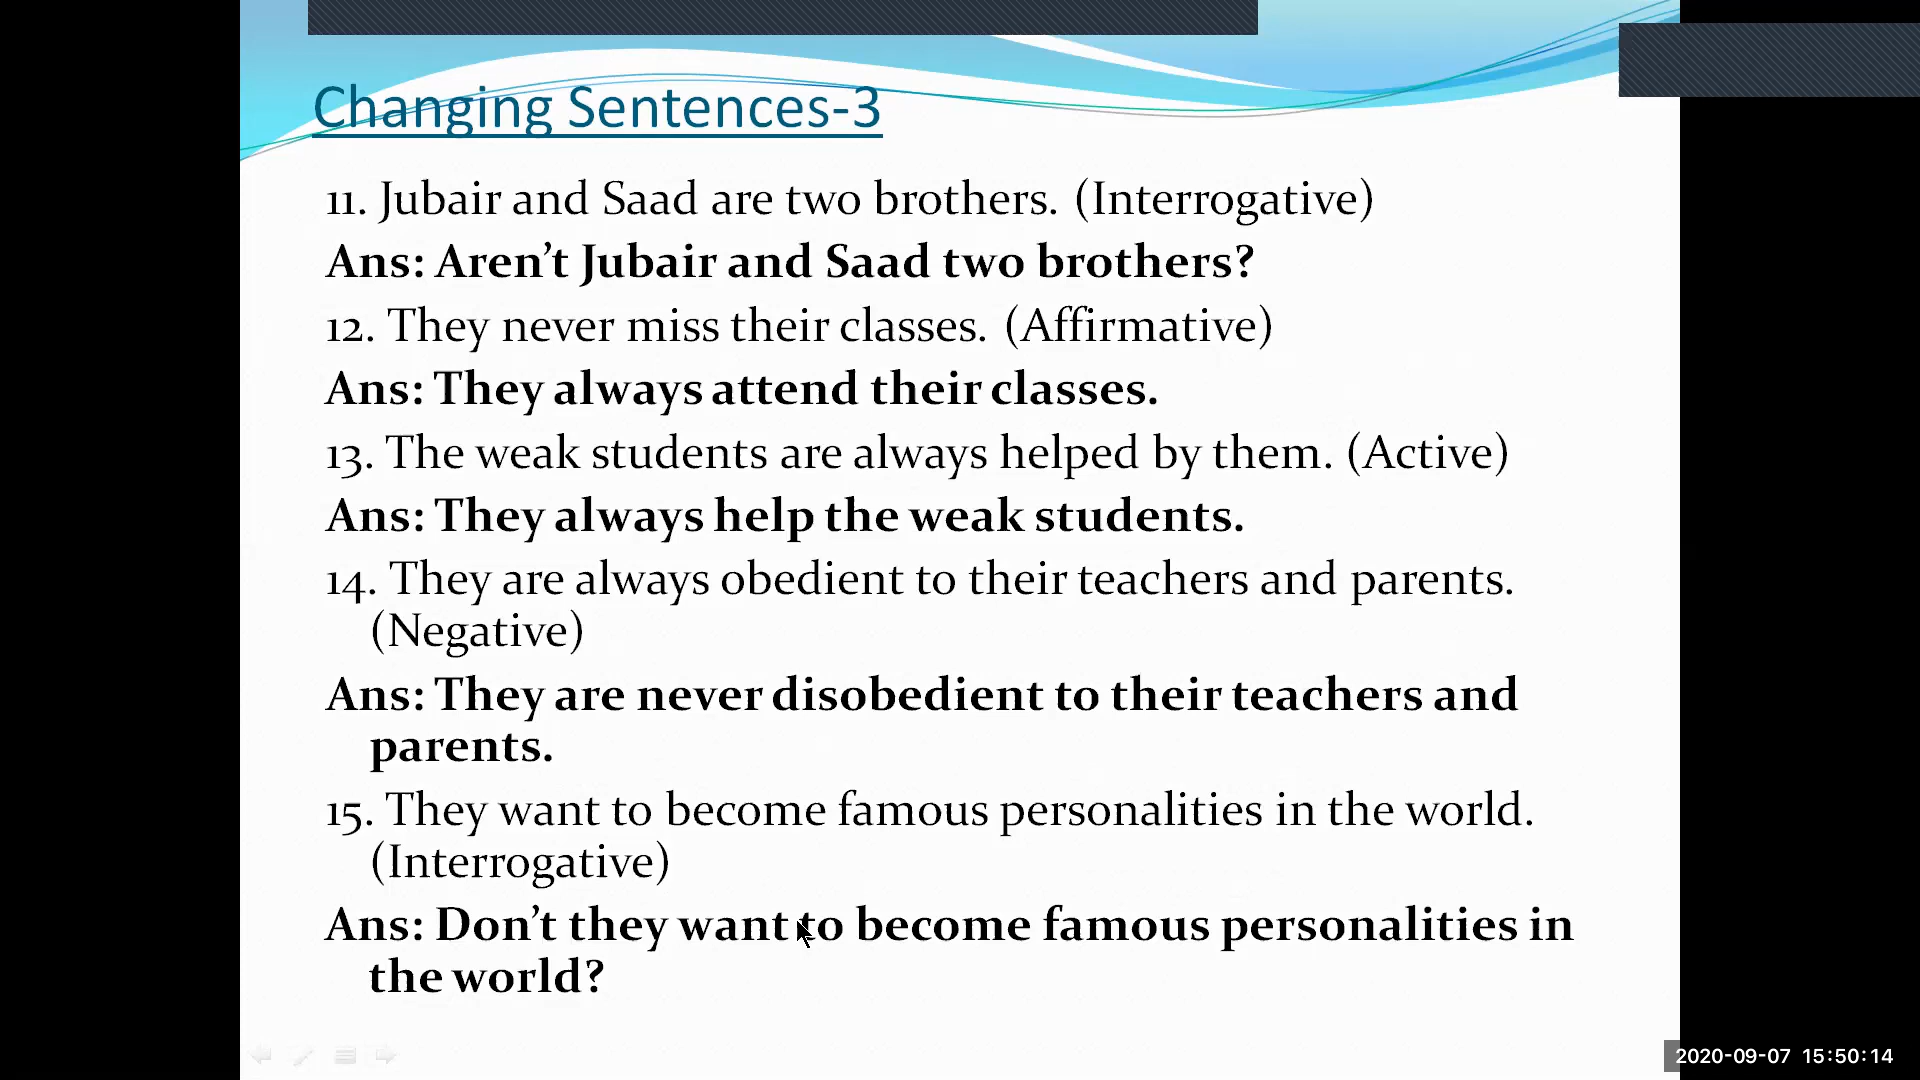 Changing Sentences-3
11. Jubair and Saad are two brothers. (Interrogative)
Ans: Aren’t Jubair and Saad two brothers?
12. They never miss their classes. (Affirmative)
Ans: They always attend their classes.
13. The weak students are always helped by them. (Active)
Ans: They always help the weak students.
14. They are always obedient to their teachers and parents.
(Negative)
Ans: They are never disobedient to their teachers and
parents.
15. They want to become famous personalities in the world.
(Interrogative)
Ans: Don’t they want to become famous personalities in
the world?
2020-09-07 15:50:14